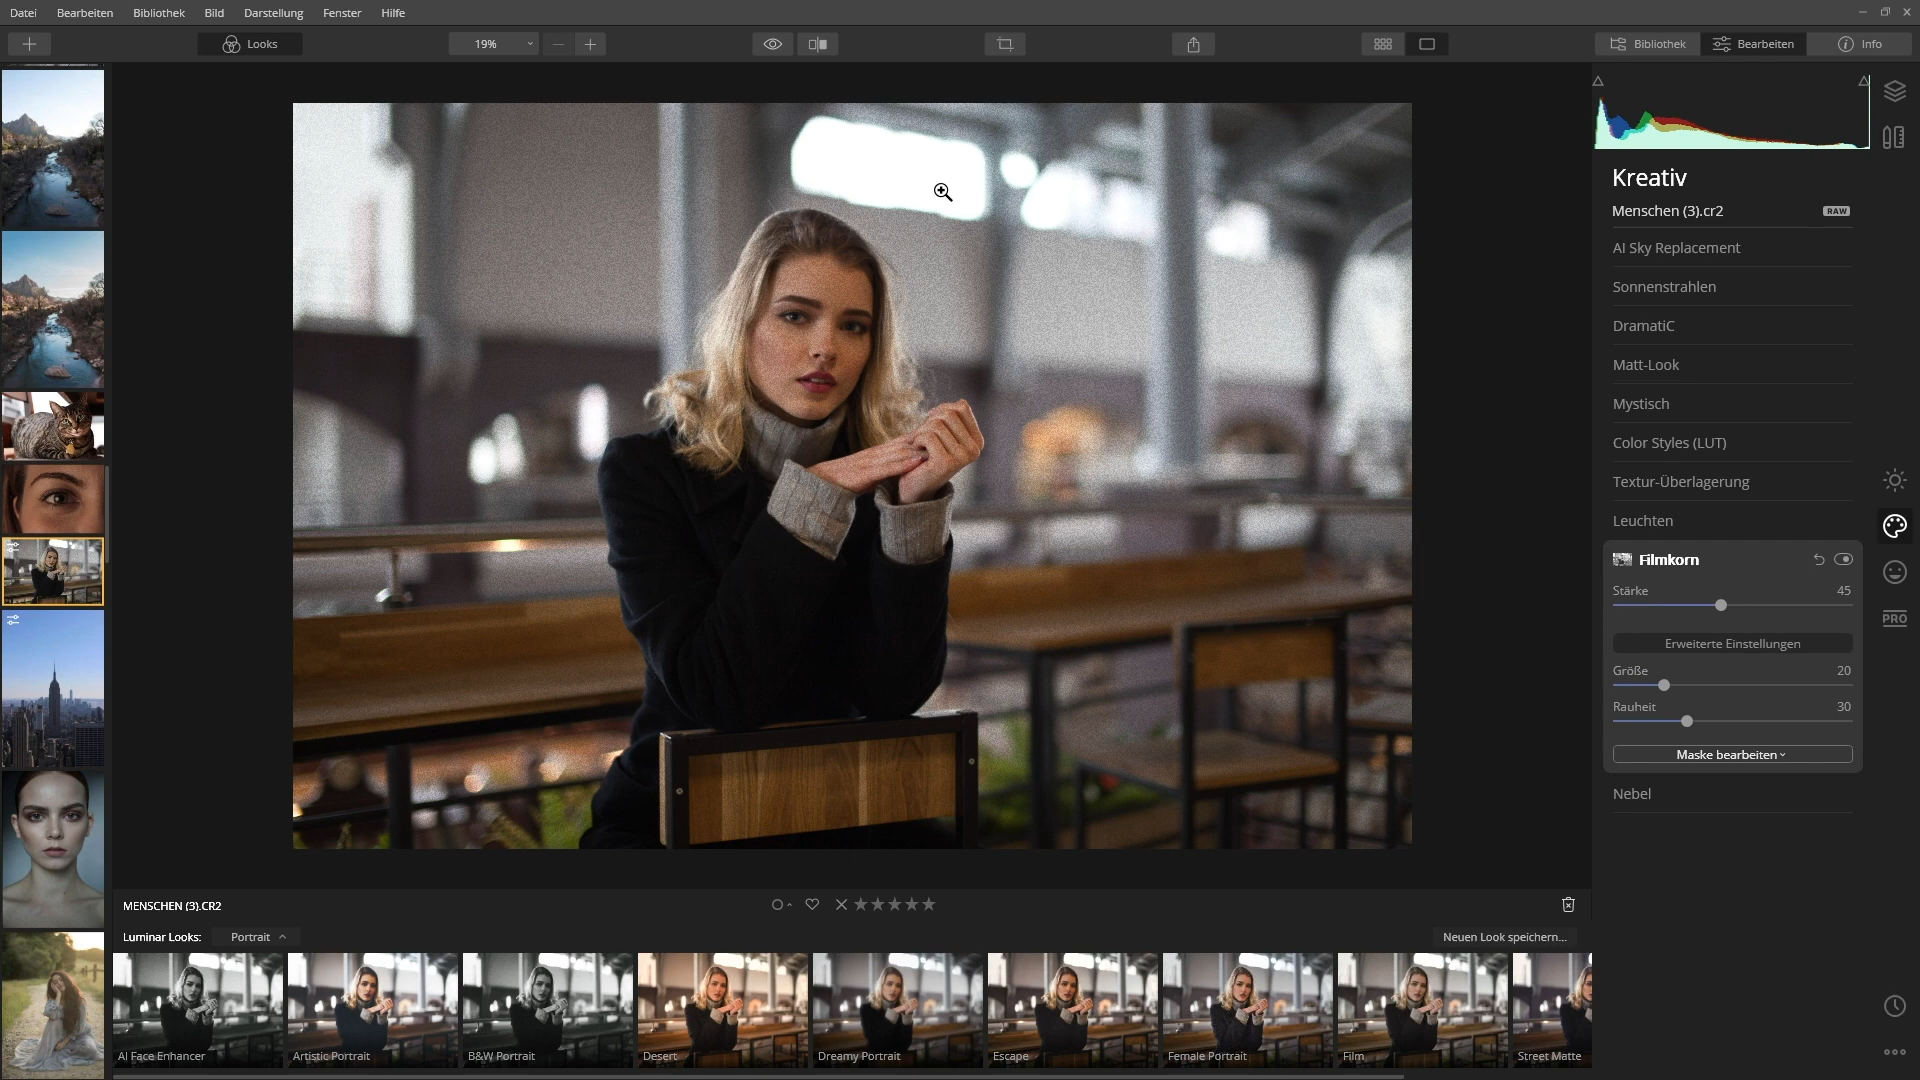 Datei Bearbeiten Bibliothek Bild Darstellung Fenster Hilfe
Looks 19% Bibliothek Bearbeiten Info
Kreativ
Menschen (3).cr2 RAW
AI Sky Replacement
Sonnenstrahlen
DramatiC
Matt-Look
Mystisch
Color Styles (LUT)
Textur-Überlagerung
Leuchten
Filmkorn
Stärke 45
Erweiterte Einstellungen
Größe 20
Rauheit 30
Maske bearbeiten
Nebel
PRO
MENSCHEN (3).CR2
Luminar Looks: Portrait Neuen Look speichern...
AI Face Enhancer Artistic Portrait B&W Portrait Desert Dreamy Portrait Escape Female Portrait Film Street Matte